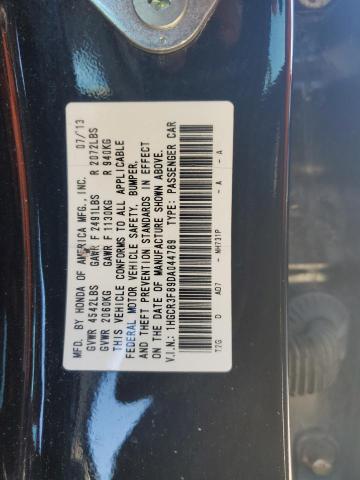 MFD. BY HONDA OF AMERICA MFG., INC. 07/13
GVWR 4542LBS GAWR F 2491LBS R 2072LBS
GVWR 2060KG GAWR F 1130KG R 940KG
THIS VEHICLE CONFORMS TO ALL APPLICABLE
FEDERAL MOTOR VEHICLE SAFETY, BUMPER,
AND THEFT PREVENTION STANDARDS IN EFFECT
ON THE DATE OF MANUFACTURE SHOWN ABOVE.
V.I.N.: 1HGCR3F89DA044789 TYPE: PASSENGER CAR
T2G D AO7 - NH731P - A - A